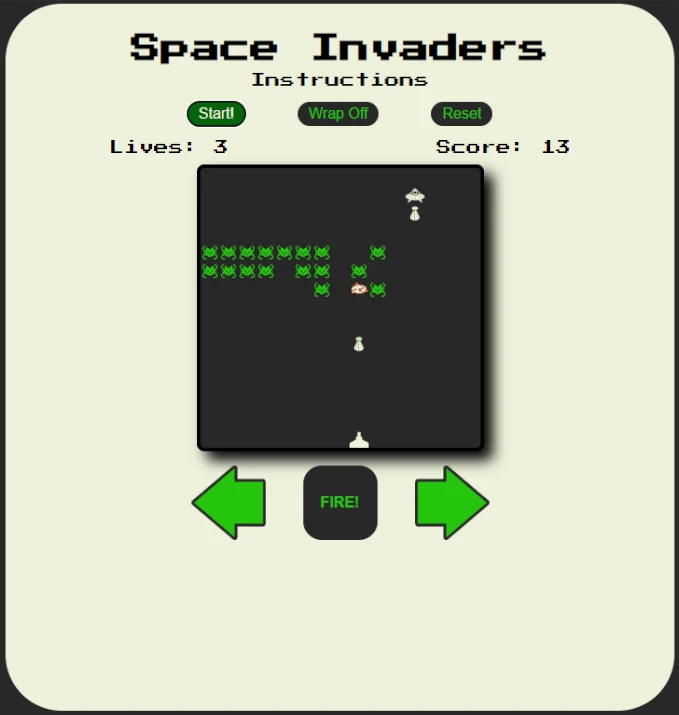 Space Invaders
Instructions
Start! Wrap Off Reset
Lives: 3 Score: 13
FIRE!